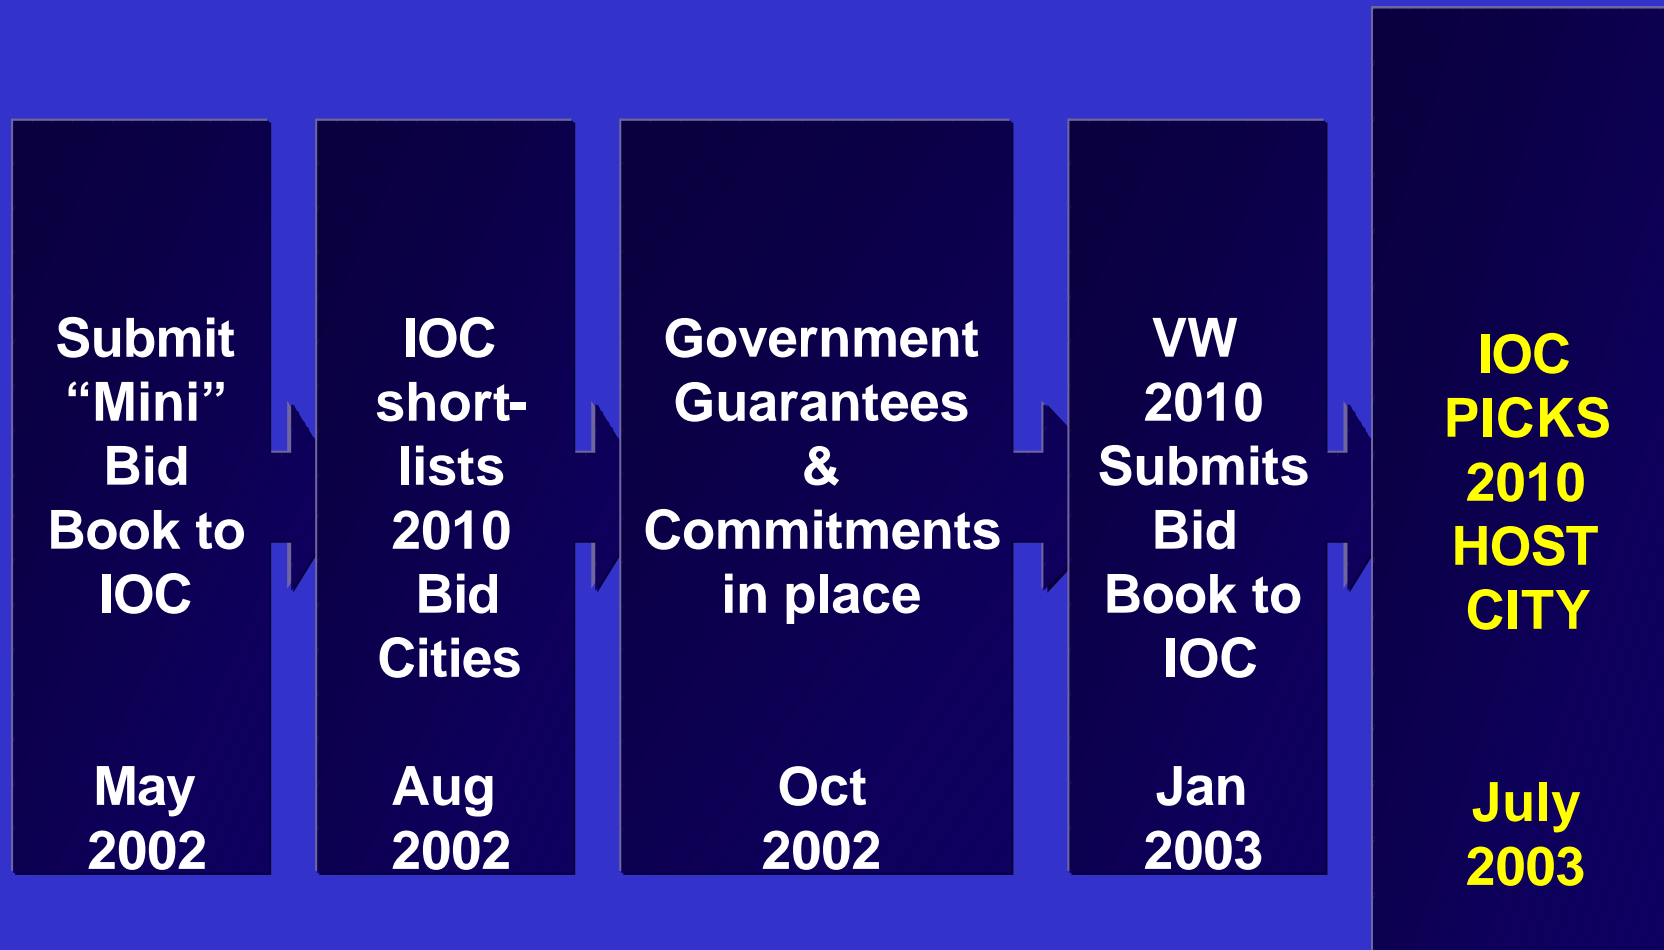 Submit
“Mini”
Bid
Book to
IOC
May
2002
IOC
short-
lists
2010
Bid
Cities
Aug
2002
Government
Guarantees
&
Commitments
in place
Oct
2002
VW
2010
Submits
Bid
Book to
IOC
Jan
2003
IOC
PICKS
2010
HOST
CITY
July
2003